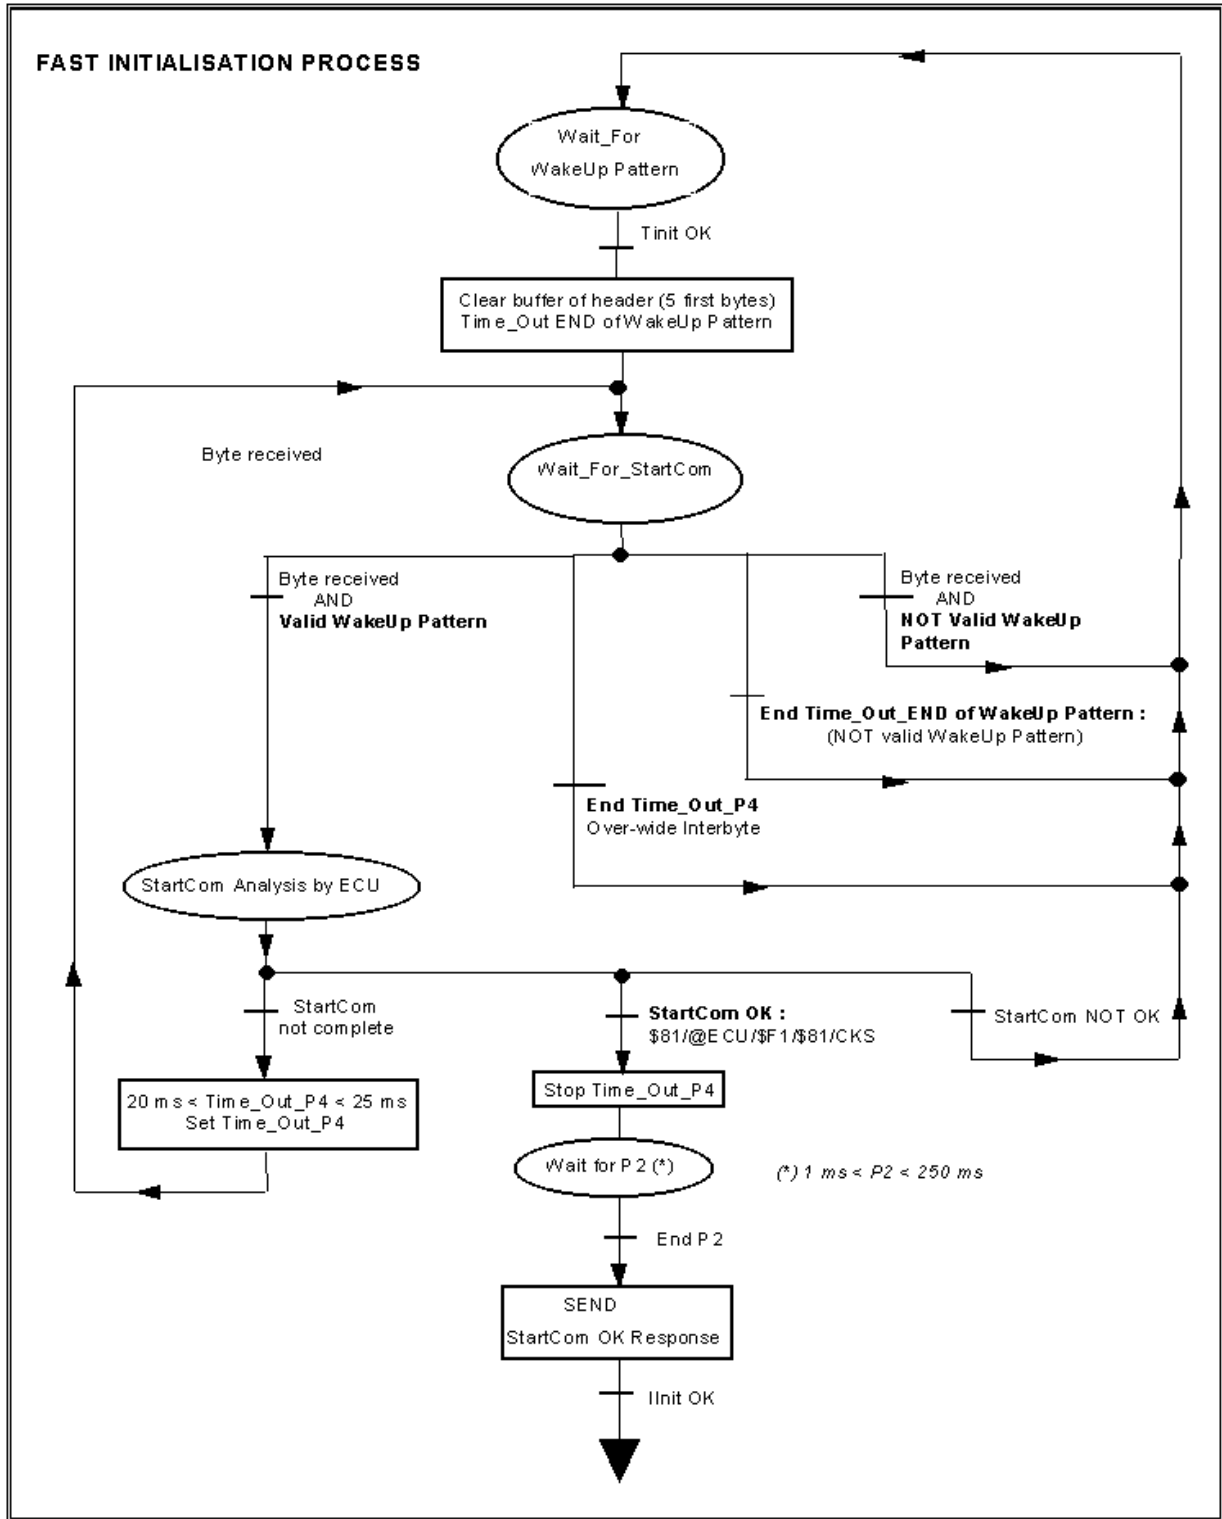 FAST INITIALISATION PROCESS
Wait_For
WakeUp Pattern
Tinit OK
Clear buffer of header (5 first bytes)
Time_Out END of WakeUp Pattern
Byte received
Wait_For_StartCom
Byte received
AND
Valid WakeUp Pattern
Byte received
AND
NOT Valid WakeUp
Pattern
End Time_Out_END of WakeUp Pattern :
(NOT valid WakeUp Pattern)
End Time_Out_P4
Over-wide Interbyte
StartCom Analysis by ECU
StartCom
not complete
StartCom OK :
$81/@ECU/$F1/$81/CKS
StartCom NOT OK
20 ms < Time_Out_P4 < 25 ms
Set Time_Out_P4
Stop Time_Out_P4
Wait for P2 (*)
(*) 1 ms < P2 < 250 ms
End P2
SEND
StartCom OK Response
IInit OK